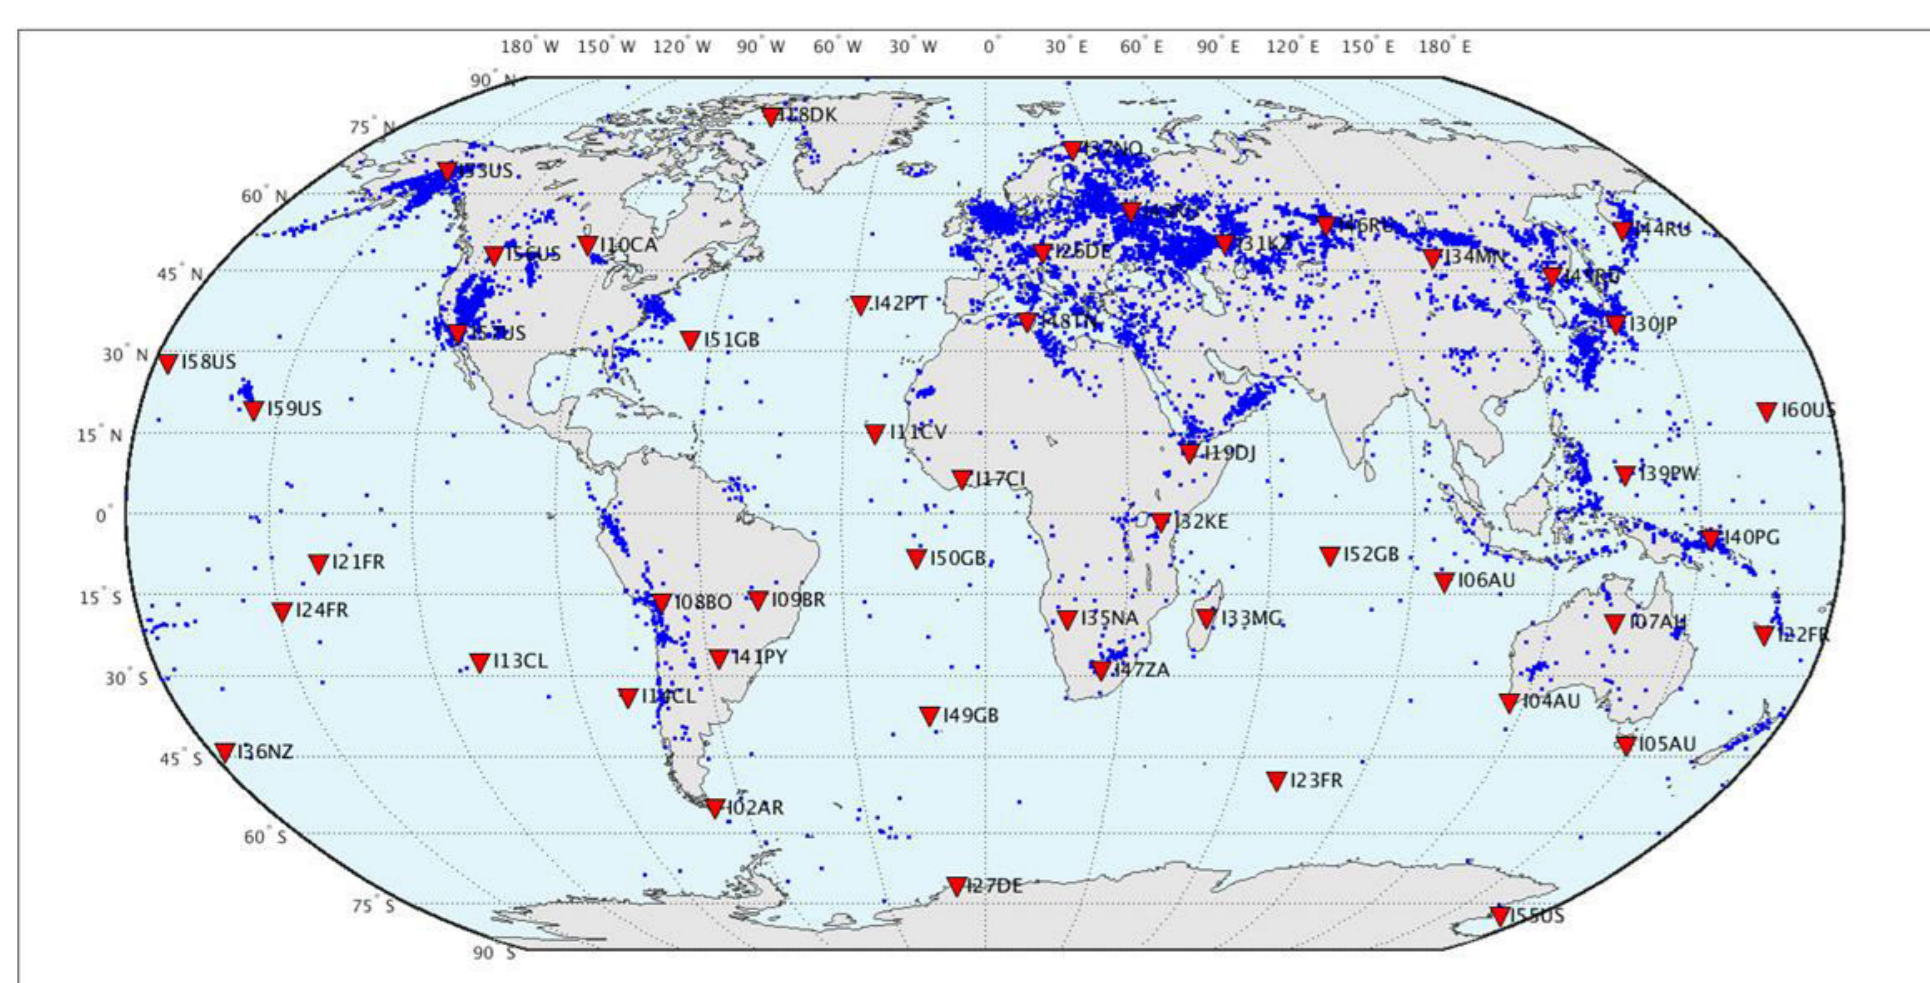 180° W 150° W 120° W 90° W 60° W 30° W 0° 30° E 60° E 90° E 120° E 150° E 180° E
90° N
I18DK
75° N
I37NO
I53US
60° N
I44RU
I46RU
I10CA
I31KZ
I56US
I26DE
I34MN
45° N
I45RU
I42PT
I48TN
I30JP
I57US
I51GB
30° N
I58US
I59US
I60US
15° N
I11CV
I19DJ
I39PW
I17CI
0°
I32KE
I40PG
I52GB
I50GB
I21FR
I06AU
15° S
I08BO
I09BR
I24FR
I35NA
I33MG
I07AU
I22FR
I41PY
I13CL
I47ZA
30° S
I14CL
I04AU
I49GB
I05AU
I36NZ
45° S
I23FR
I02AR
60° S
I27DE
75° S
I55US
90° S